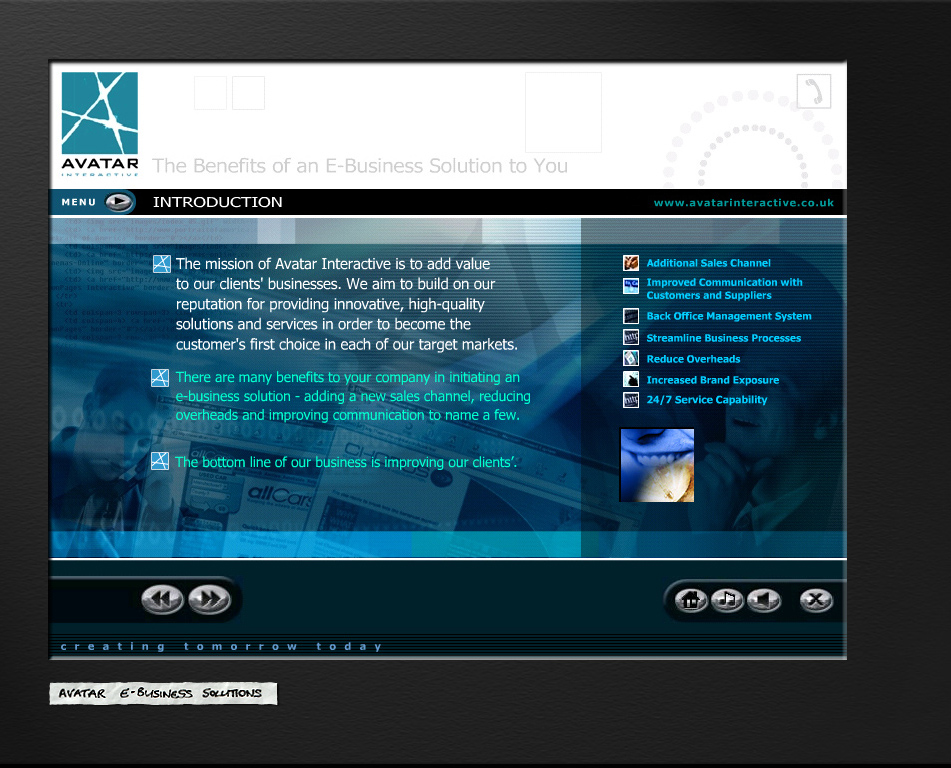 AVATAR
INTERACTIVE
The Benefits of an E-Business Solution to You
MENU
INTRODUCTION
www.avatarinteractive.co.uk
The mission of Avatar Interactive is to add value
to our clients' businesses. We aim to build on our
reputation for providing innovative, high-quality
solutions and services in order to become the
customer's first choice in each of our target markets.
There are many benefits to your company in initiating an
e-business solution - adding a new sales channel, reducing
overheads and improving communication to name a few.
The bottom line of our business is improving our clients'.
allCars
Additional Sales Channel
Improved Communication with
Customers and Suppliers
Back Office Management System
Streamline Business Processes
Reduce Overheads
Increased Brand Exposure
24/7 Service Capability
creating tomorrow today
AVATAR E-BUSINESS SOLUTIONS